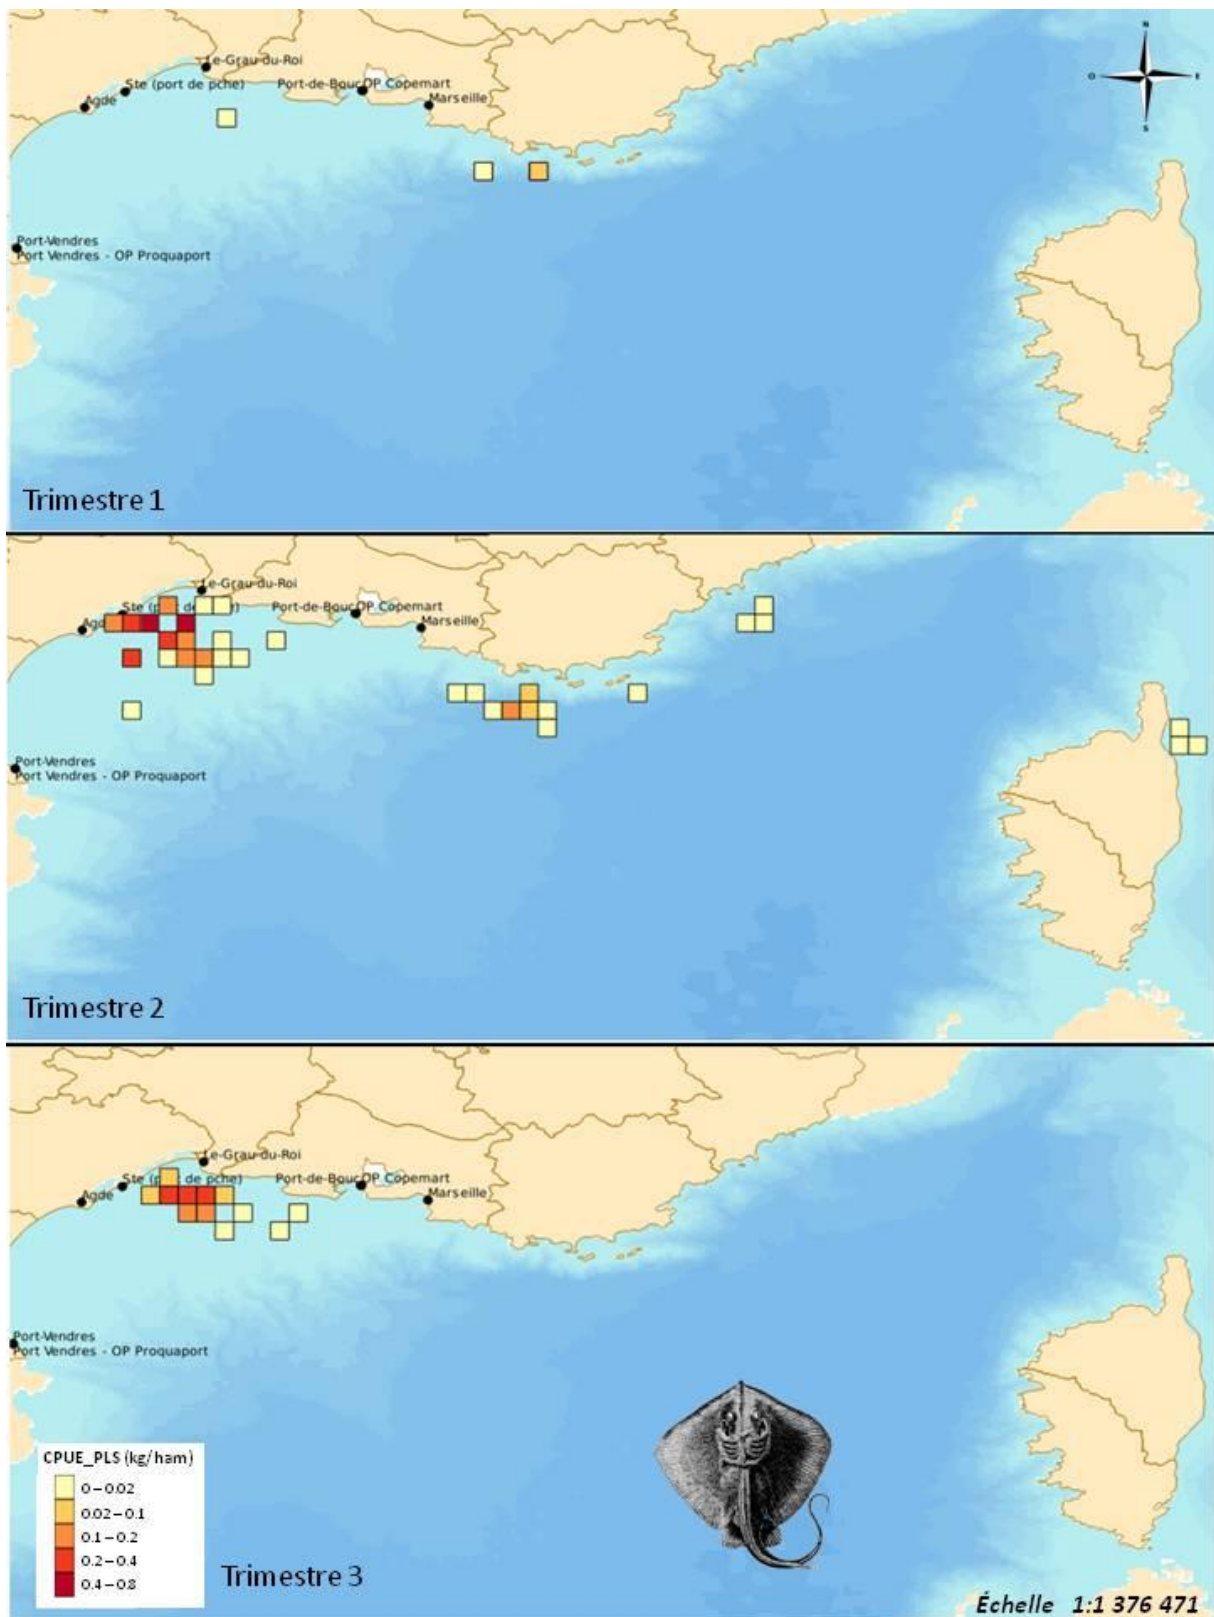 N
O
E
S
Le-Grau-du-Roi
Ste (port de pche)
Port-de-Bouc
OP Copemart
Agde
Marseille
Port-Vendres
Port Vendres - OP Proquaport
Trimestre 1
Le-Grau-du-Roi
Ste (p de pche)
Port-de-Bouc
OP Copemart
Agd
Marseille
Port-Vendres
Port Vendres - OP Proquaport
Trimestre 2
Le-Grau-du-Roi
Ste (p t de pche)
Port-de-Bouc
OP Copemart
Agde
Marseille
Port-Vendres
Port Vendres - OP Proquaport
CPUE_PLS (kg/ham)
0 – 0.02
0.02 – 0.1
0.1 – 0.2
0.2 – 0.4
0.4 – 0.8
Trimestre 3
Échelle 1:1 376 471